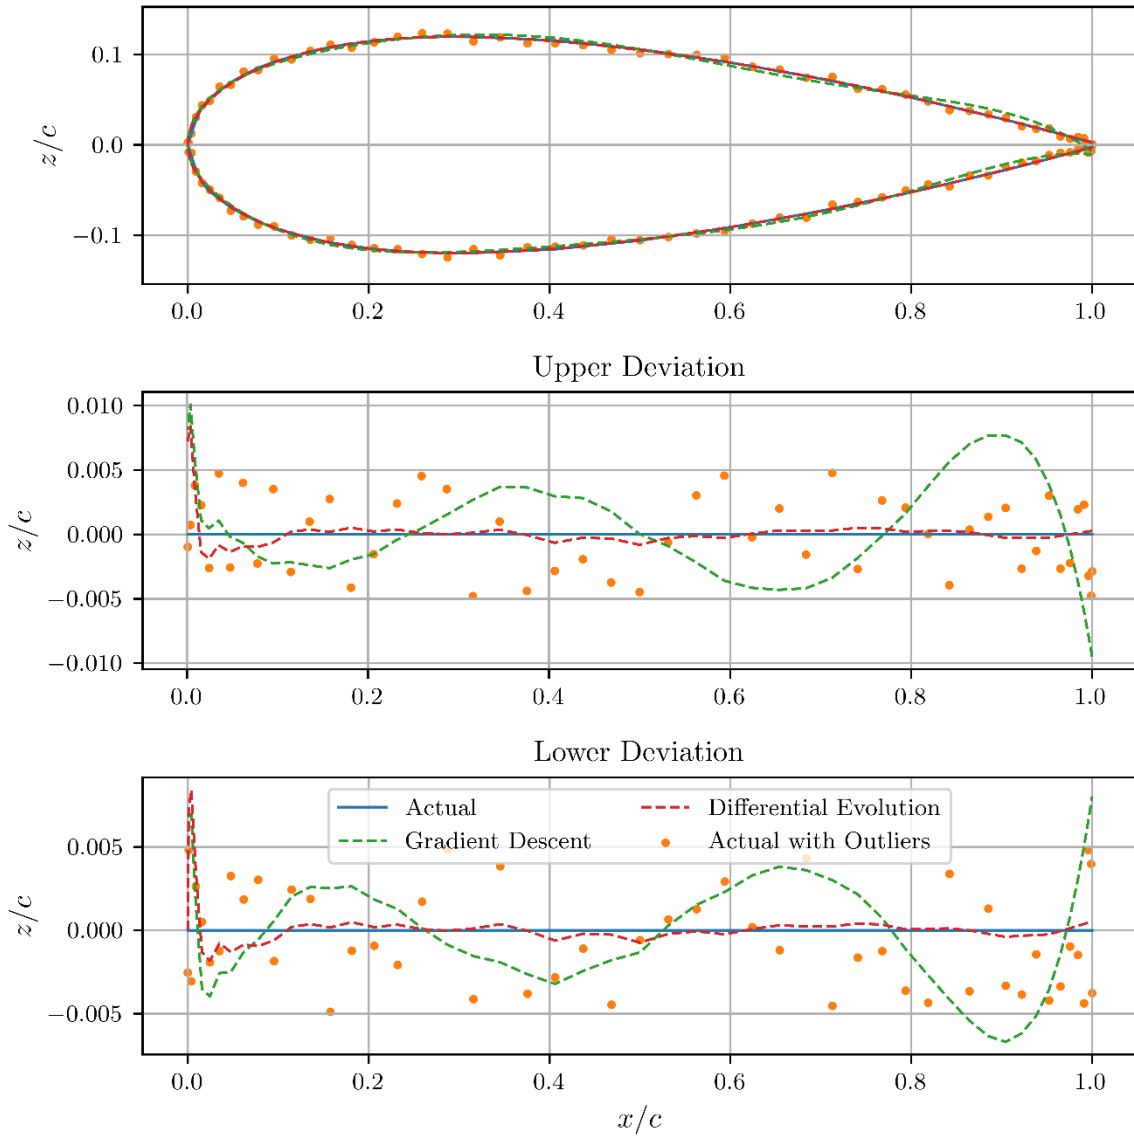 z/c
0.1
0.0
−0.1
0.0 0.2 0.4 0.6 0.8 1.0
Upper Deviation
z/c
0.010
0.005
0.000
−0.005
−0.010
0.0 0.2 0.4 0.6 0.8 1.0
Lower Deviation
z/c
0.005
0.000
−0.005
Actual
Gradient Descent
Differential Evolution
Actual with Outliers
0.0 0.2 0.4 0.6 0.8 1.0
x/c